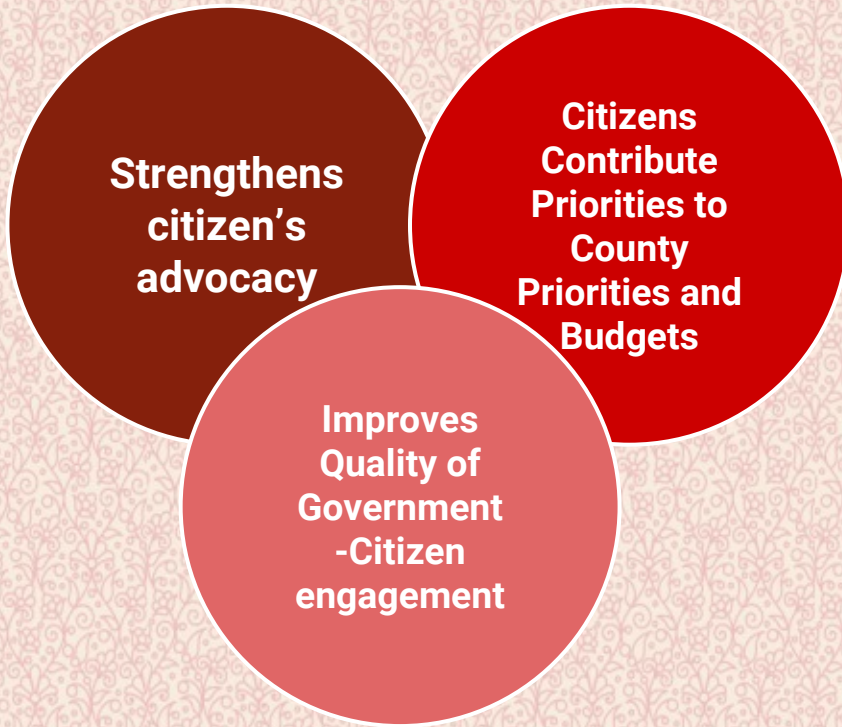 Strengthens
citizen’s
advocacy
Citizens
Contribute
Priorities to
County
Priorities and
Budgets
Improves
Quality of
Government
-Citizen
engagement